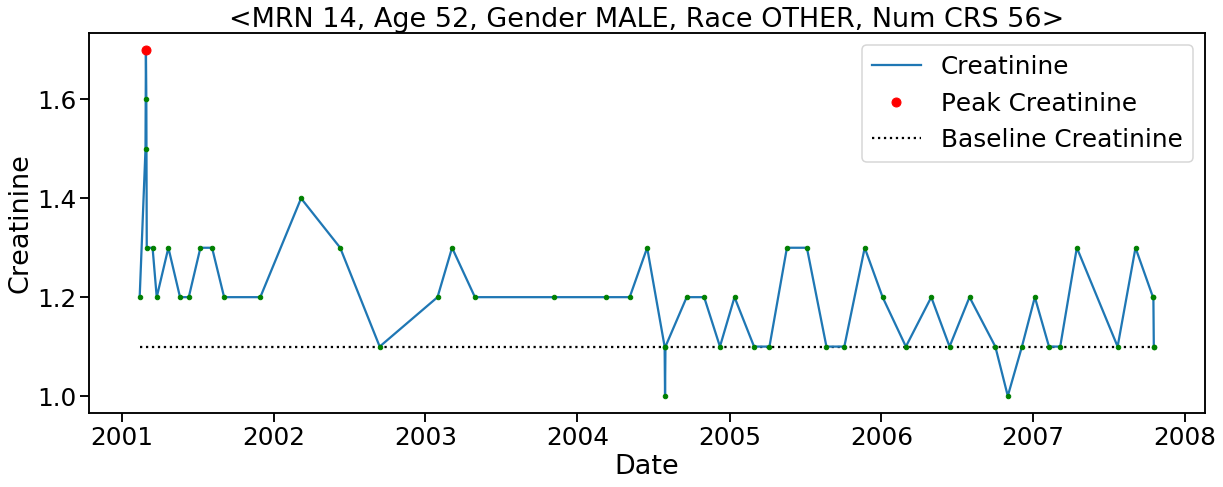 <MRN 14, Age 52, Gender MALE, Race OTHER, Num CRS 56>
Creatinine
Peak Creatinine
Baseline Creatinine
Creatinine
1.6
1.4
1.2
1.0
2001 2002 2003 2004 2005 2006 2007 2008
Date